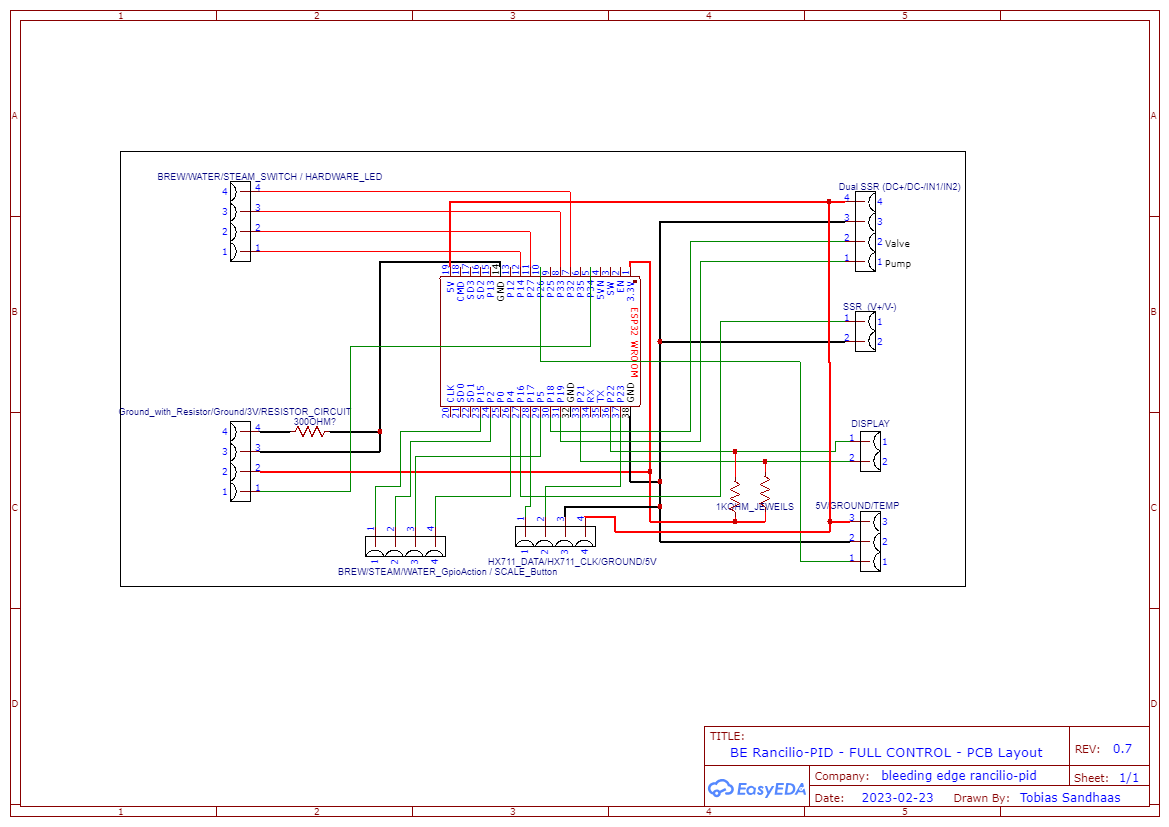 1 2 3 4 5
A A
B B
C C
D D
BREW/WATER/STEAM_SWITCH / HARDWARE_LED
4 4
3 3
2 2
1 1
Dual SSR (DC+/DC-/IN1/IN2)
4 4
3 3
2 2 Valve
1 1 Pump
19 18 17 16 15 14 13 12 11 10 9 8 7 6 5 4 3 2 1
5V CMD SD3 SD2 P13 GND P12 P14 P27 P26 P25 P33 P32 P35 P34 5VN SW EN 3.3V
ESP32 WROOM
CLK SD0 SD1 P15 P2 P0 P4 P16 P17 P5 P18 P19 GND P21 RX TX P22 P23 GND
20 21 22 23 24 25 26 27 28 29 30 31 32 33 34 35 36 37 38
SSR (V+/V-)
1 1
2 2
Ground_with_Resistor/Ground/3V/RESISTOR_CIRCUIT
300OHM?
4 4
3 3
2 2
1 1
DISPLAY
1 1
2 2
1KOHM_JEWEILS
5V/GROUND/TEMP
3 3
2 2
1 1
1 2 3 4
1 2 3 4
BREW/STEAM/WATER_GpioAction / SCALE_Button
1 2 3 4
1 2 3 4
HX711_DATA/HX711_CLK/GROUND/5V
TITLE:
BE Rancilio-PID - FULL CONTROL - PCB Layout
REV: 0.7
EasyEDA
Company: bleeding edge rancilio-pid
Sheet: 1/1
Date: 2023-02-23 Drawn By: Tobias Sandhaas
1 2 3 4 5